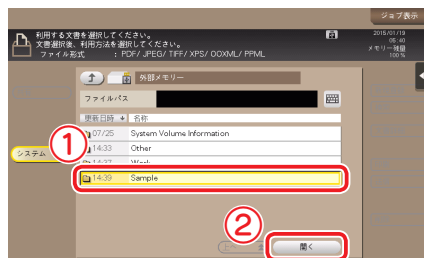 ジョブ表示
利用する文書を選択してください。
文書選択後、利用方法を選択してください。
ファイル形式 : PDF/ JPEG/ TIFF/ XPS/ OOXML/ PPML
2015/01/19
05:40
メモリー残量
100 %
外部メモリー
ファイルパス
更新日時 名称
07/25 System Volume Information
システム
1
14:33 Other
14:37 Work
14:39 Sample
2
開く